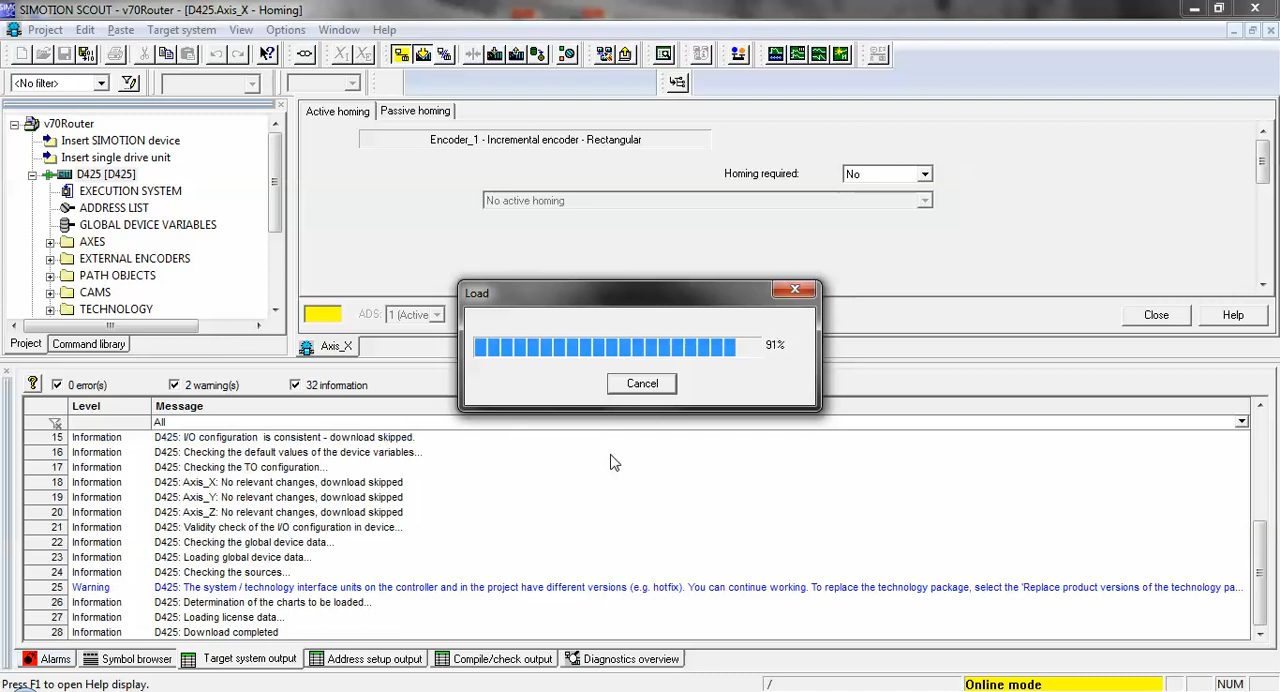 SIMOTION SCOUT - v70Router - [D425.Axis_X - Homing]
Project Edit Paste Target system View Options Window Help
<No filter>
v70Router
Insert SIMOTION device
Insert single drive unit
D425 [D425]
EXECUTION SYSTEM
ADDRESS LIST
GLOBAL DEVICE VARIABLES
AXES
EXTERNAL ENCODERS
PATH OBJECTS
CAMS
TECHNOLOGY
Project Command library
Active homing Passive homing
Encoder_1 - Incremental encoder - Rectangular
Homing required: No
No active homing
Load
91%
Cancel
ADS: 1 (Active
Close Help
Axis_X
0 error(s) 2 warning(s) 32 information
Level Message
All
15 Information D425: I/O configuration is consistent - download skipped.
16 Information D425: Checking the default values of the device variables...
17 Information D425: Checking the TO configuration...
18 Information D425: Axis_X: No relevant changes, download skipped
19 Information D425: Axis_Y: No relevant changes, download skipped
20 Information D425: Axis_Z: No relevant changes, download skipped
21 Information D425: Validity check of the I/O configuration in device...
22 Information D425: Checking the global device data...
23 Information D425: Loading global device data...
24 Information D425: Checking the sources...
25 Warning D425: The system / technology interface units on the controller and in the project have different versions (e.g. hotfix). You can continue working. To replace the technology package, select the 'Replace product versions of the technology pa...
26 Information D425: Determination of the charts to be loaded...
27 Information D425: Loading license data...
28 Information D425: Download completed
Alarms Symbol browser Target system output Address setup output Compile/check output Diagnostics overview
Press F1 to open Help display. / Online mode NUM